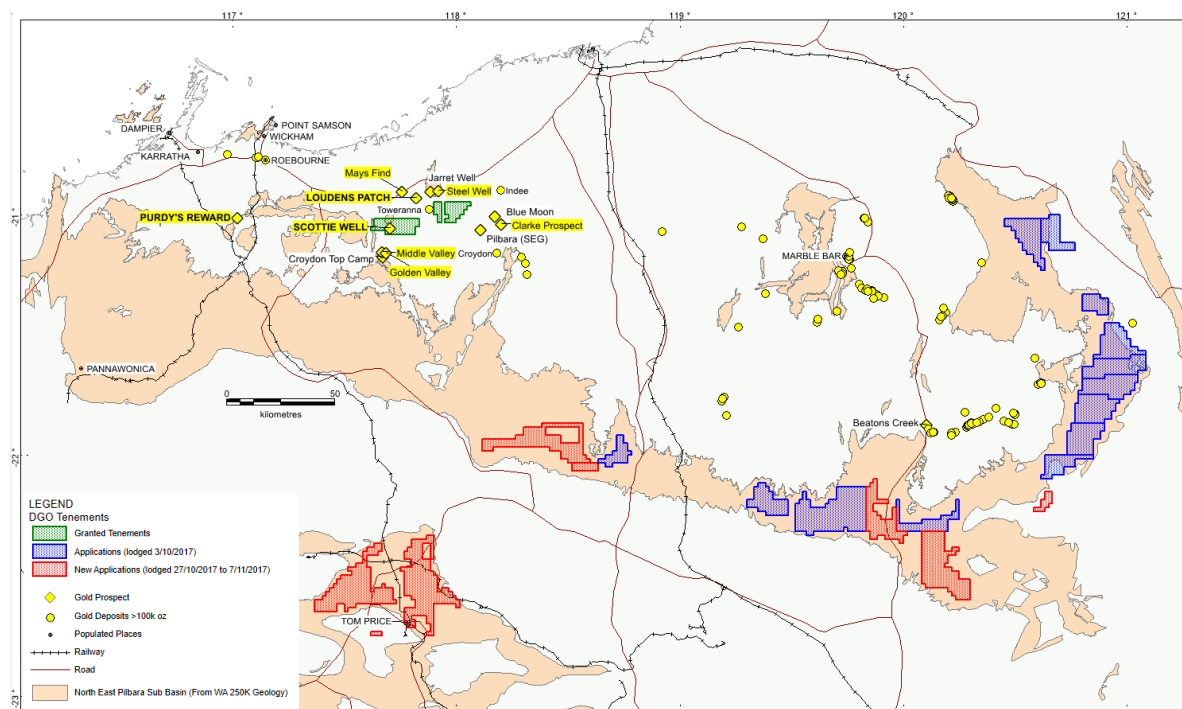 117°
118°
119°
120°
121°
POINT SAMSON
DAMPIER
WICKHAM
KARRATHA
ROEBOURNE
Mays Find
Jarret Well
Steel Well
Indee
LOUDENS PATCH
Toweranna
Blue Moon
-21°
PURDY'S REWARD
SCOTTIE WELL
Clarke Prospect
Pilbara (SEG)
Middle Valley
Croydon
Croydon Top Camp
Golden Valley
MARBLE BAR
PANNAWONICA
0
50
kilometres
Beatons Creek
-22°
LEGEND
DGO Tenements
Granted Tenements
Applications (lodged 3/10/2017)
New Applications (lodged 27/10/2017 to 7/11/2017)
Gold Prospect
Gold Deposits >100k oz
Populated Places
Railway
Road
North East Pilbara Sub Basin (From WA 250K Geology)
TOM PRICE
-23°